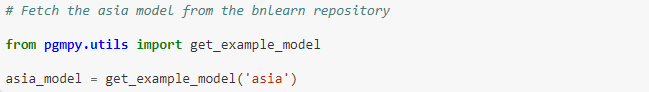 # Fetch the asia model from the bnlearn repository
from pgmpy.utils import get_example_model
asia_model = get_example_model('asia')